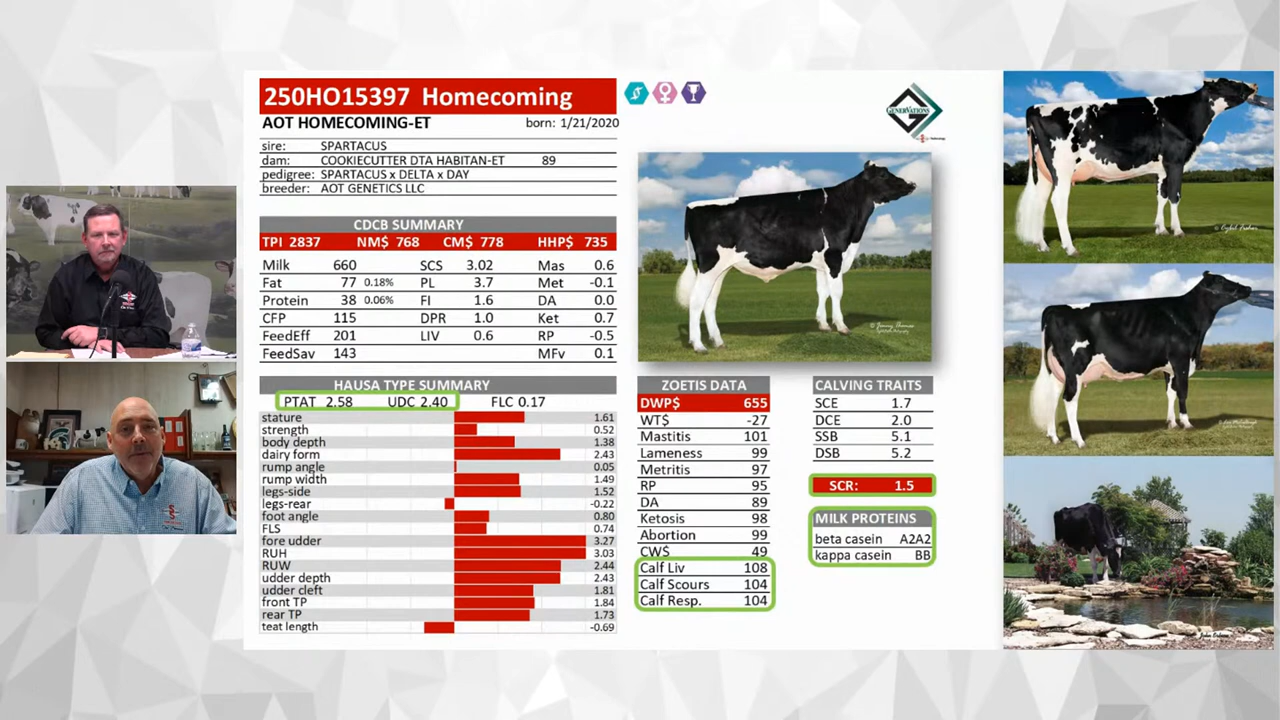 250HO15397 Homecoming
AOT HOMECOMING-ET born: 1/21/2020
sire: SPARTACUS
dam: COOKIECUTTER DTA HABITAN-ET 89
pedigree: SPARTACUS x DELTA x DAY
breeder: AOT GENETICS LLC
CDCB SUMMARY
TPI 2837 NM$ 768 CM$ 778 HHP$ 735
Milk 660 SCS 3.02 Mas 0.6
Fat 77 0.18% PL 3.7 Met -0.1
Protein 38 0.06% FI 1.6 DA 0.0
CFP 115 DPR 1.0 Ket 0.7
FeedEff 201 LIV 0.6 RP -0.5
FeedSav 143 MFv 0.1
HAUSA TYPE SUMMARY
PTAT 2.58 UDC 2.40 FLC 0.17
stature 1.61
strength 0.52
body depth 1.38
dairy form 2.43
rump angle 0.05
rump width 1.49
legs-side 1.52
legs-rear -0.22
foot angle 0.80
FLS 0.74
fore udder 3.27
RUH 3.03
RUW 2.44
udder depth 2.43
udder cleft 1.81
front TP 1.84
rear TP 1.73
teat length -0.69
GENERVATIONS
ZOETIS DATA
DWP$ 655
WT$ -27
Mastitis 101
Lameness 99
Metritis 97
RP 95
DA 89
Ketosis 98
Abortion 99
CW$ 49
Calf Liv 108
Calf Scours 104
Calf Resp. 104
CALVING TRAITS
SCE 1.7
DCE 2.0
SSB 5.1
DSB 5.2
SCR: 1.5
MILK PROTEINS
beta casein A2A2
kappa casein BB